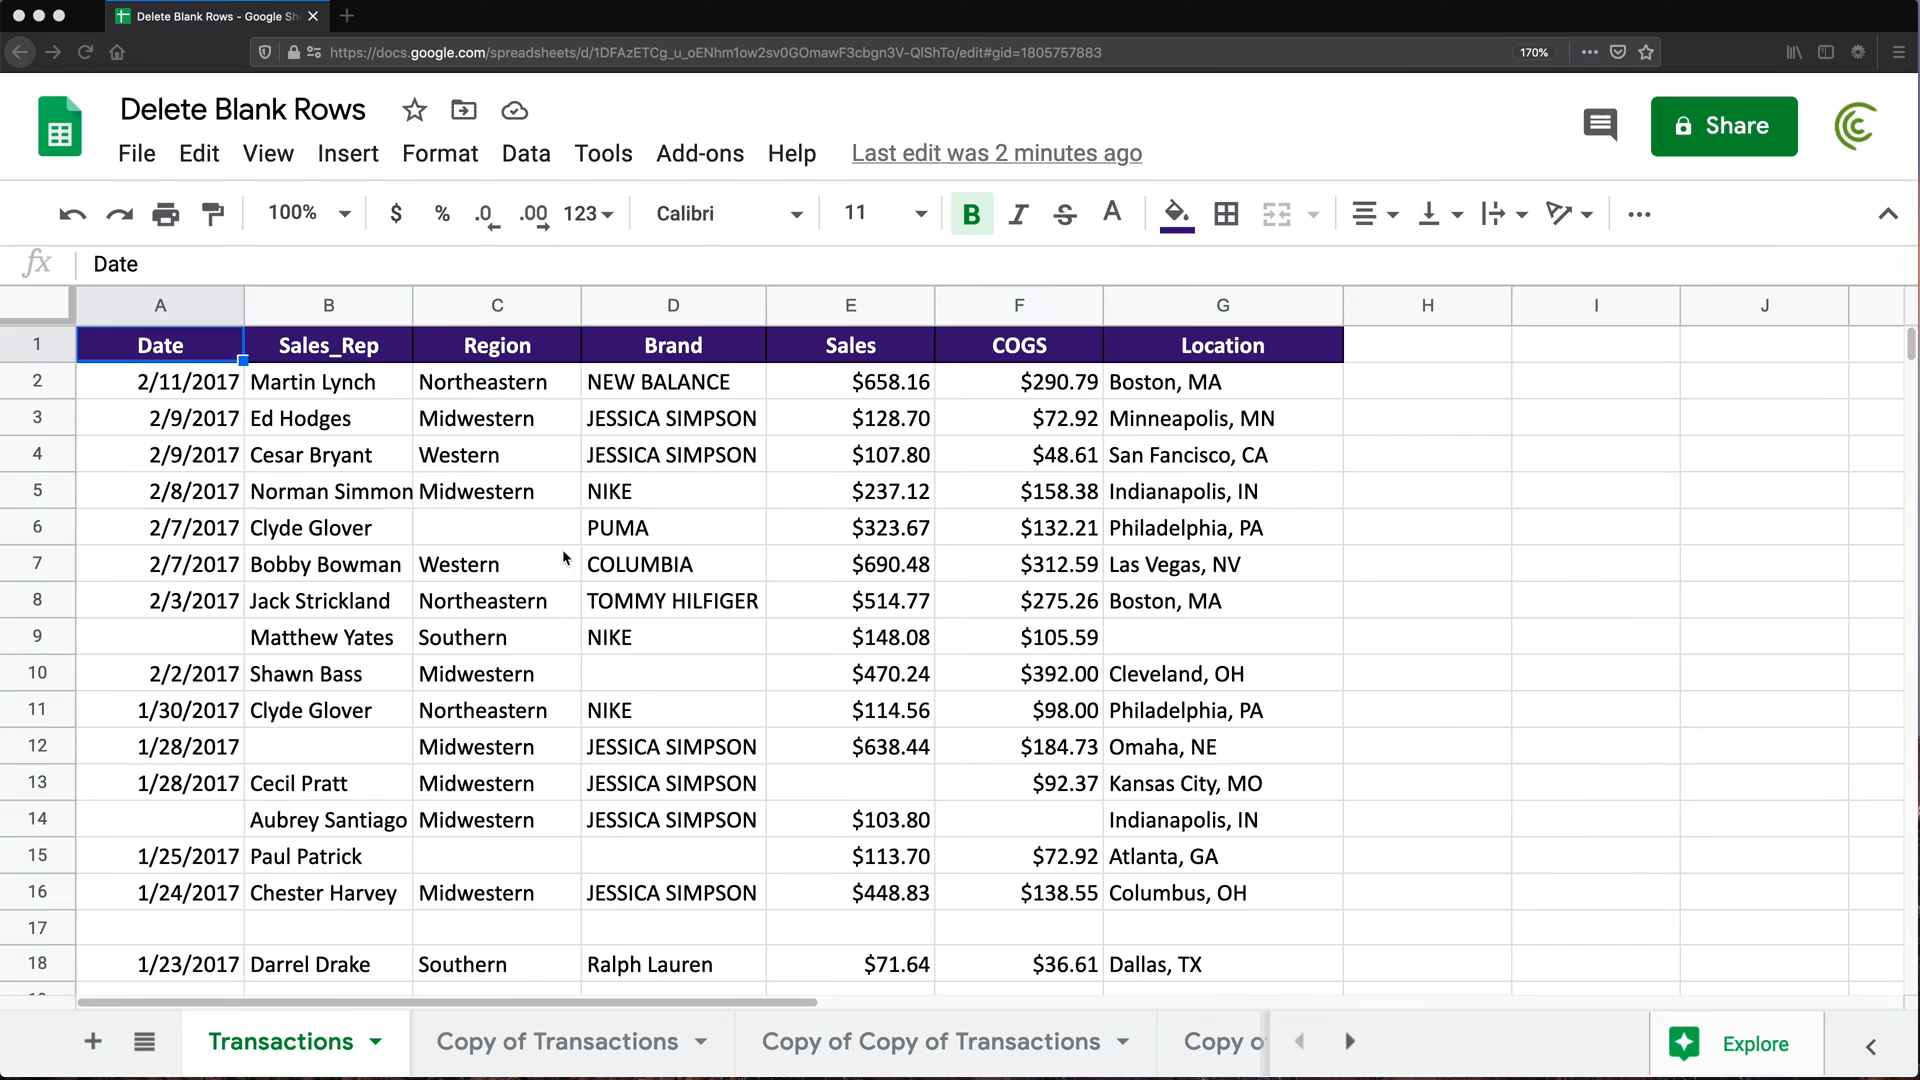 Delete Blank Rows - Google Sh
https://docs.google.com/spreadsheets/d/1DFAzETCg_u_oENhm1ow2sv0GOmawF3cbgn3V-QlShTo/edit#gid=1805757883 170%
Delete Blank Rows
Share
File Edit View Insert Format Data Tools Add-ons Help Last edit was 2 minutes ago
100% $ % .0 .00 123 Calibri 11 B I S A
fx Date
A B C D E F G H I J
1 Date Sales_Rep Region Brand Sales COGS Location
2 2/11/2017 Martin Lynch Northeastern NEW BALANCE $658.16 $290.79 Boston, MA
3 2/9/2017 Ed Hodges Midwestern JESSICA SIMPSON $128.70 $72.92 Minneapolis, MN
4 2/9/2017 Cesar Bryant Western JESSICA SIMPSON $107.80 $48.61 San Fancisco, CA
5 2/8/2017 Norman Simmon Midwestern NIKE $237.12 $158.38 Indianapolis, IN
6 2/7/2017 Clyde Glover PUMA $323.67 $132.21 Philadelphia, PA
7 2/7/2017 Bobby Bowman Western COLUMBIA $690.48 $312.59 Las Vegas, NV
8 2/3/2017 Jack Strickland Northeastern TOMMY HILFIGER $514.77 $275.26 Boston, MA
9 Matthew Yates Southern NIKE $148.08 $105.59
10 2/2/2017 Shawn Bass Midwestern $470.24 $392.00 Cleveland, OH
11 1/30/2017 Clyde Glover Northeastern NIKE $114.56 $98.00 Philadelphia, PA
12 1/28/2017 Midwestern JESSICA SIMPSON $638.44 $184.73 Omaha, NE
13 1/28/2017 Cecil Pratt Midwestern JESSICA SIMPSON $92.37 Kansas City, MO
14 Aubrey Santiago Midwestern JESSICA SIMPSON $103.80 Indianapolis, IN
15 1/25/2017 Paul Patrick $113.70 $72.92 Atlanta, GA
16 1/24/2017 Chester Harvey Midwestern JESSICA SIMPSON $448.83 $138.55 Columbus, OH
17
18 1/23/2017 Darrel Drake Southern Ralph Lauren $71.64 $36.61 Dallas, TX
Transactions Copy of Transactions Copy of Copy of Transactions Copy o Explore